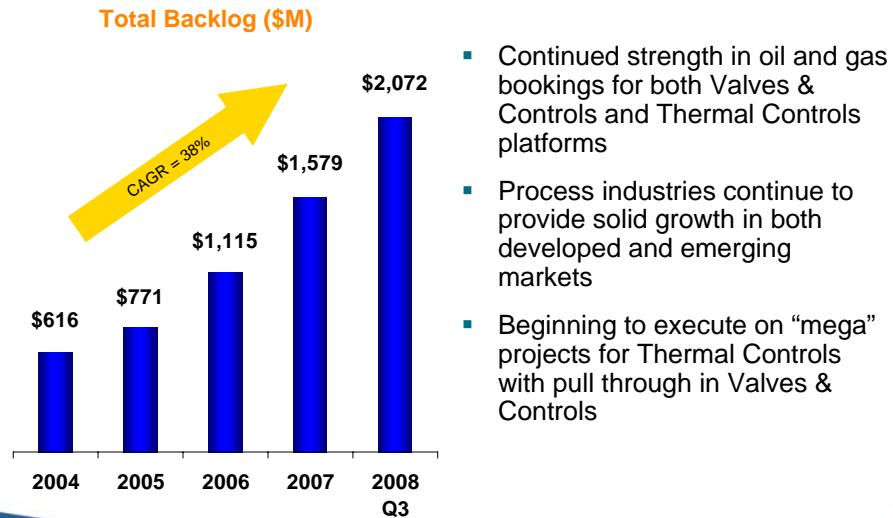 Total Backlog ($M)
$616
$771
$1,115
$1,579
$2,072
CAGR = 38%
2004
2005
2006
2007
2008
Q3
▪ Continued strength in oil and gas
bookings for both Valves &
Controls and Thermal Controls
platforms
▪ Process industries continue to
provide solid growth in both
developed and emerging
markets
▪ Beginning to execute on “mega”
projects for Thermal Controls
with pull through in Valves &
Controls